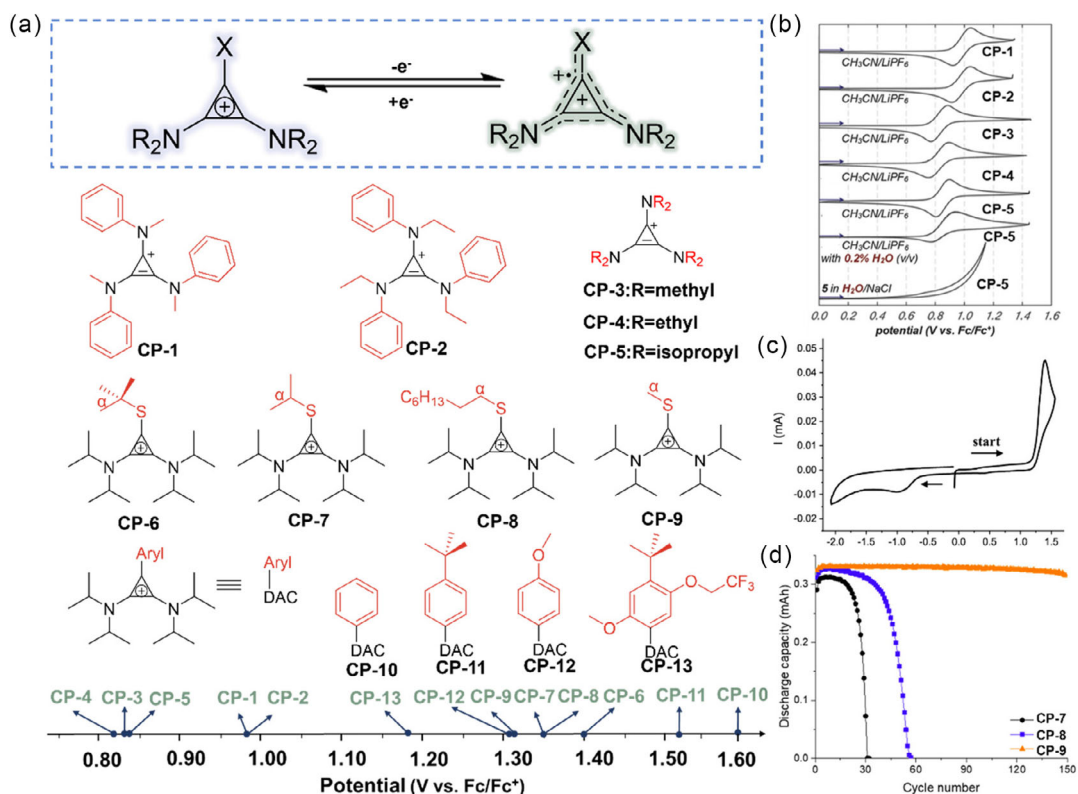 (a)
X
-e⁻
+e⁻
X
+•
+
+
R₂N
NR₂
R₂N
NR₂
N
+
N
N
CP-1
N
+
N
N
CP-2
NR₂
+
R₂N
NR₂
CP-3:R=methyl
CP-4:R=ethyl
CP-5:R=isopropyl
α
S
+
N
N
CP-6
α
S
+
N
N
CP-7
C₆H₁₃
α
S
+
N
N
CP-8
α
S
+
N
N
CP-9
Aryl
+
N
N
Aryl
DAC
DAC
CP-10
DAC
CP-11
O
DAC
CP-12
O
CF₃
O
DAC
CP-13
CP-4 CP-3 CP-5 CP-1 CP-2 CP-13 CP-12 CP-9 CP-7 CP-8 CP-6 CP-11 CP-10
0.80 0.90 1.00 1.10 1.20 1.30 1.40 1.50 1.60
Potential (V vs. Fc/Fc⁺)
(b)
CH₃CN/LiPF₆ CP-1
CH₃CN/LiPF₆ CP-2
CH₃CN/LiPF₆ CP-3
CH₃CN/LiPF₆ CP-4
CH₃CN/LiPF₆ CP-5
CH₃CN/LiPF₆ CP-5
with 0.2% H₂O (v/v)
5 in H₂O/NaCl CP-5
0.0 0.2 0.4 0.6 0.8 1.0 1.2 1.4 1.6
potential (V vs. Fc/Fc⁺)
(c)
I (mA)
0.05
0.04
0.03
0.02
0.01
0.00
-0.01
-0.02
start
-2.0 -1.5 -1.0 -0.5 0.0 0.5 1.0 1.5
(d)
Discharge capacity (mAh)
0.3
0.2
0.1
0.0
CP-7
CP-8
CP-9
0 30 60 90 120 150
Cycle number